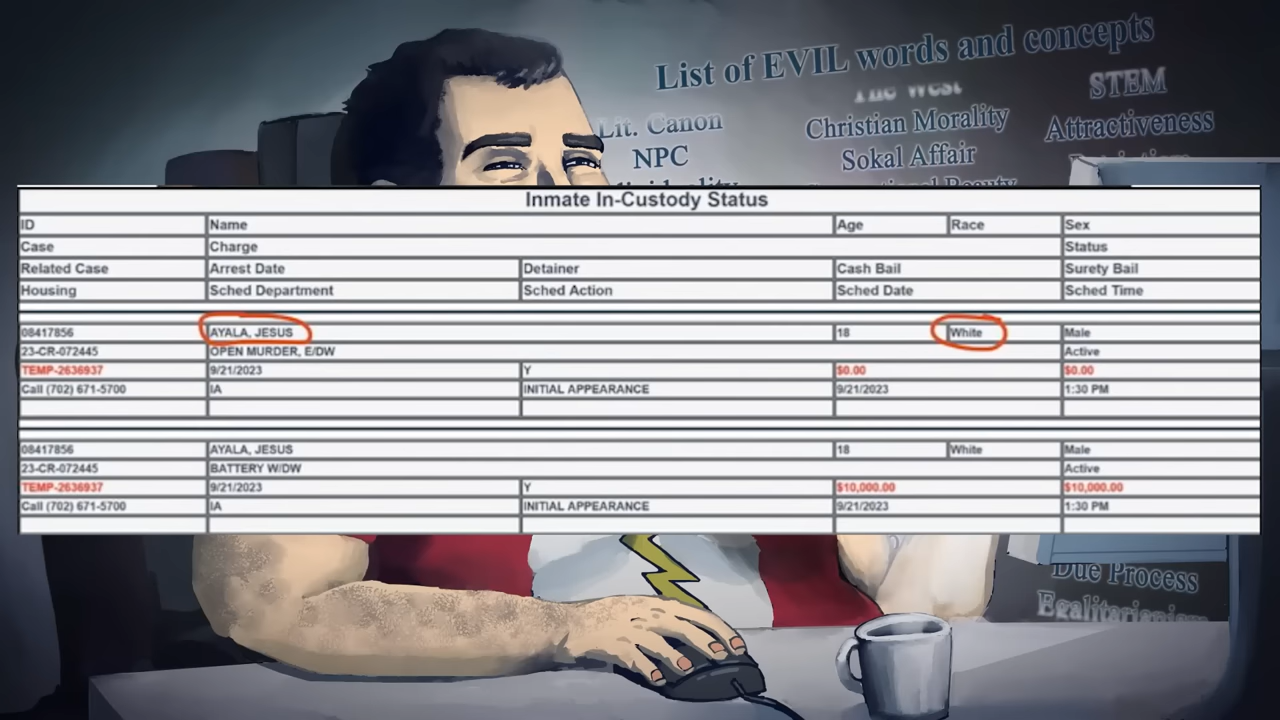 List of EVIL words and concepts
The West STEM
Lit. Canon Christian Morality Attractiveness
NPC Sokal Affair
Inmate In-Custody Status
ID Name Age Race Sex
Case Charge Status
Related Case Arrest Date Detainer Cash Bail Surety Bail
Housing Sched Department Sched Action Sched Date Sched Time
08417856 AYALA, JESUS 18 White Male
23-CR-072445 OPEN MURDER, E/DW Active
TEMP-2636937 9/21/2023 Y $0.00 $0.00
Call (702) 671-5700 IA INITIAL APPEARANCE 9/21/2023 1:30 PM
08417856 AYALA, JESUS 18 White Male
23-CR-072445 BATTERY W/DW Active
TEMP-2636937 9/21/2023 Y $10,000.00 $10,000.00
Call (702) 671-5700 IA INITIAL APPEARANCE 9/21/2023 1:30 PM
Due Process
Egalitarianism